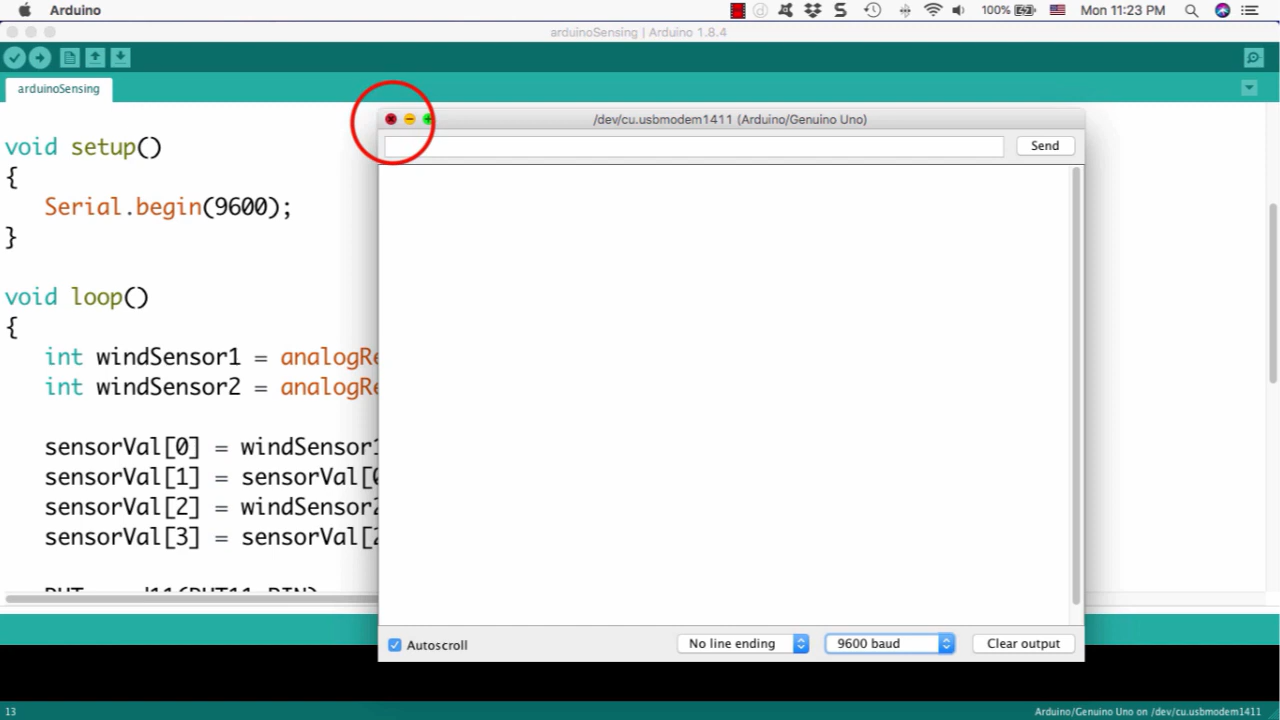 Arduino
100%
Mon 11:23 PM
arduinoSensing | Arduino 1.8.4
arduinoSensing
/dev/cu.usbmodem1411 (Arduino/Genuino Uno)
Send
void setup()
{
Serial.begin(9600);
}
void loop()
{
int windSensor1 = analogRe
int windSensor2 = analogRe
sensorVal[0] = windSensor1
sensorVal[1] = sensorVal[0
sensorVal[2] = windSensor2
sensorVal[3] = sensorVal[2
Autoscroll
No line ending
9600 baud
Clear output
13
Arduino/Genuino Uno on /dev/cu.usbmodem1411